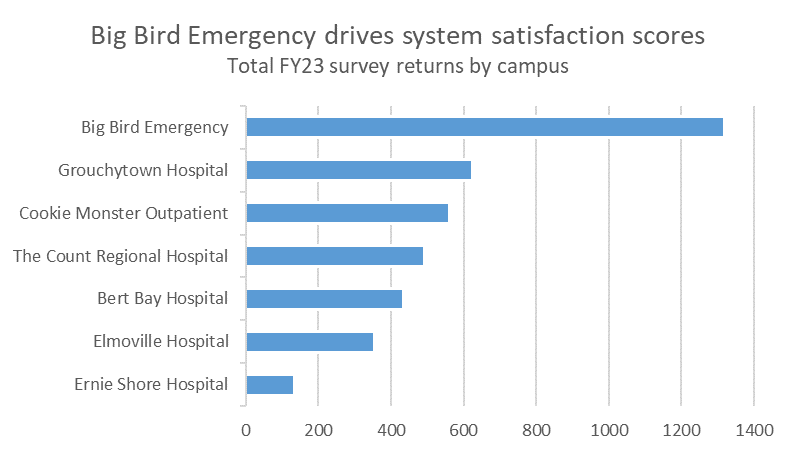 Big Bird Emergency drives system satisfaction scores
Total FY23 survey returns by campus
Big Bird Emergency
Grouchytown Hospital
Cookie Monster Outpatient
The Count Regional Hospital
Bert Bay Hospital
Elmoville Hospital
Ernie Shore Hospital
0 200 400 600 800 1000 1200 1400